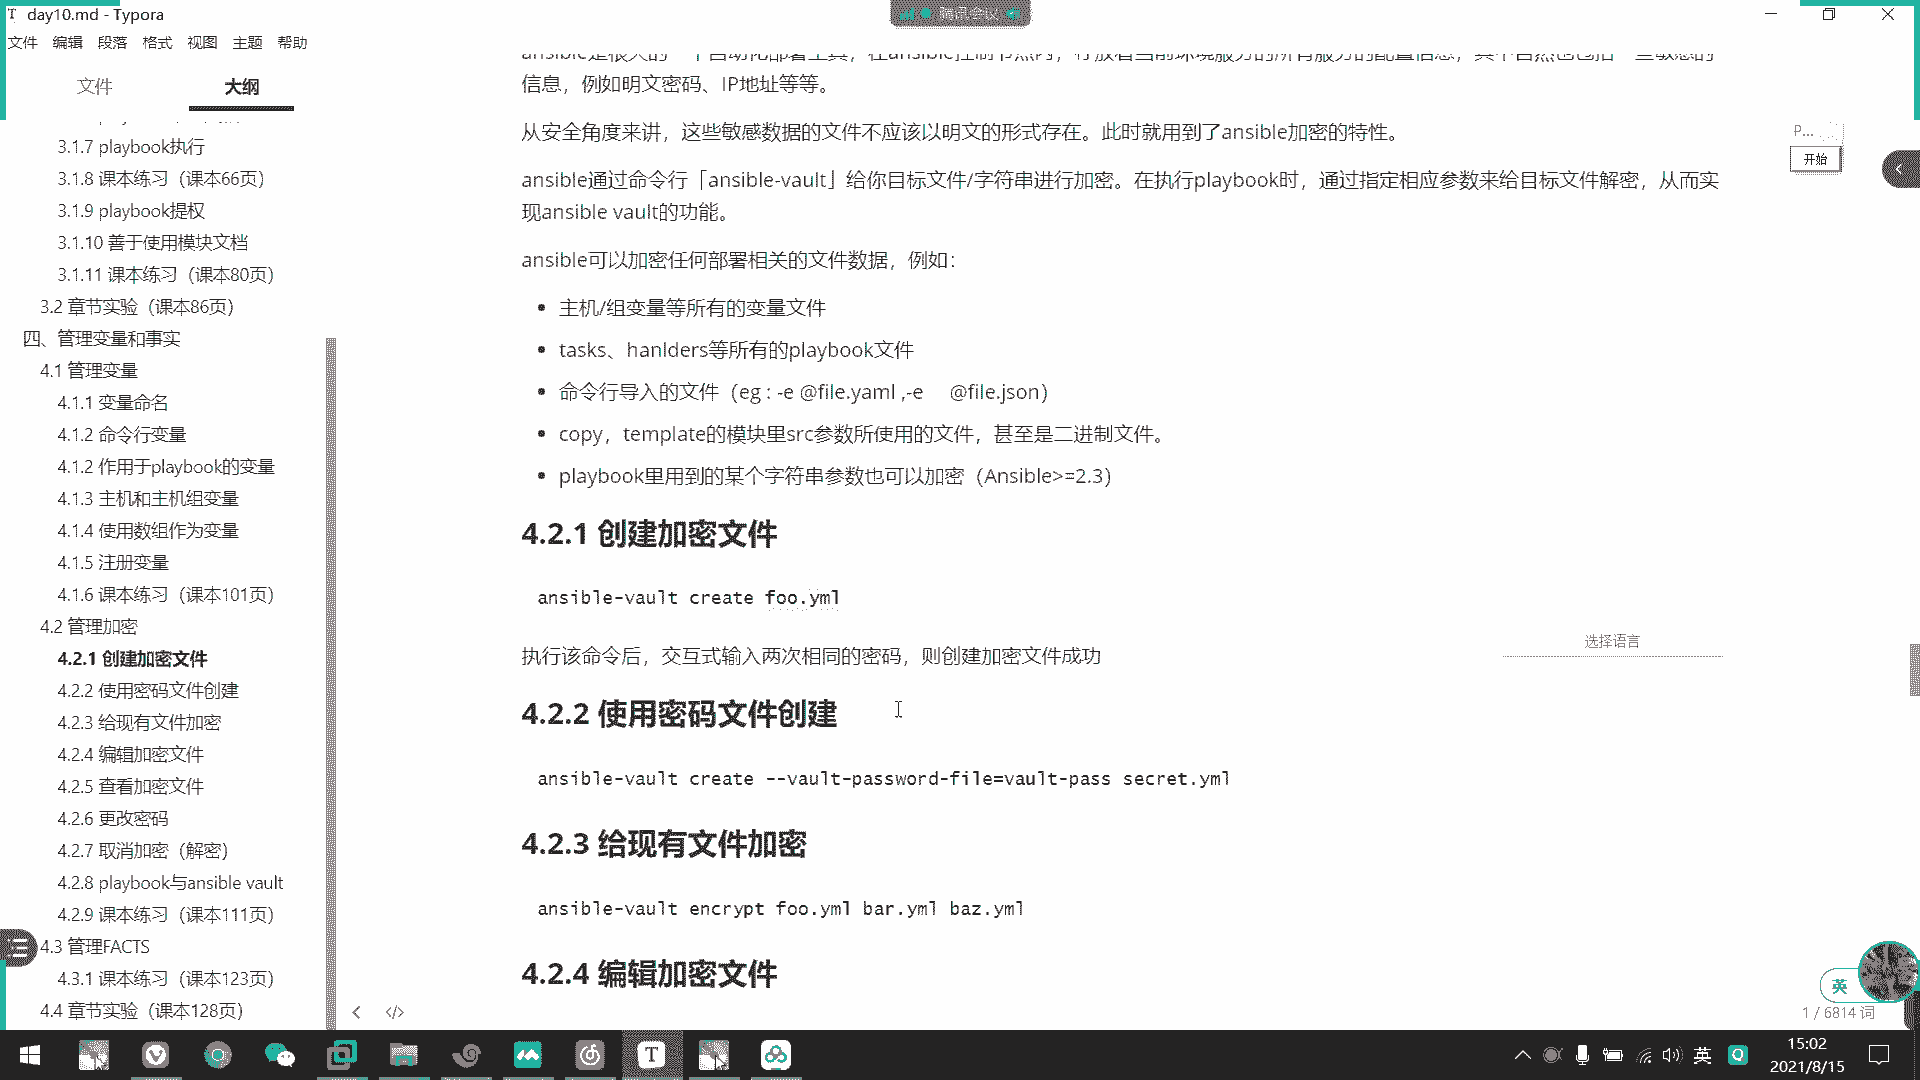 day10.md - Typora
腾讯会议
文件 编辑 段落 格式 视图 主题 帮助
文件 大纲
3.1.7 playbook执行
3.1.8 课本练习（课本66页）
3.1.9 playbook提权
3.1.10 善于使用模块文档
3.1.11 课本练习（课本80页）
3.2 章节实验（课本86页）
四、管理变量和事实
4.1 管理变量
4.1.1 变量命名
4.1.2 命令行变量
4.1.2 作用于playbook的变量
4.1.3 主机和主机组变量
4.1.4 使用数组作为变量
4.1.5 注册变量
4.1.6 课本练习（课本101页）
4.2 管理加密
4.2.1 创建加密文件
4.2.2 使用密码文件创建
4.2.3 给现有文件加密
4.2.4 编辑加密文件
4.2.5 查看加密文件
4.2.6 更改密码
4.2.7 取消加密（解密）
4.2.8 playbook与ansible vault
4.2.9 课本练习（课本111页）
4.3 管理FACTS
4.3.1 课本练习（课本123页）
4.4 章节实验（课本128页）
信息，例如明文密码、IP地址等等。
从安全角度来讲，这些敏感数据的文件不应该以明文的形式存在。此时就用到了ansible加密的特性。
ansible通过命令行「ansible-vault」给你目标文件/字符串进行加密。在执行playbook时，通过指定相应参数来给目标文件解密，从而实
现ansible vault的功能。
ansible可以加密任何部署相关的文件数据，例如：
• 主机/组变量等所有的变量文件
• tasks、hanlders等所有的playbook文件
• 命令行导入的文件（eg : -e @file.yaml ,-e @file.json）
• copy，template的模块里src参数所使用的文件，甚至是二进制文件。
• playbook里用到的某个字符串参数也可以加密（Ansible>=2.3）
4.2.1 创建加密文件
ansible-vault create foo.yml
选择语言
执行该命令后，交互式输入两次相同的密码，则创建加密文件成功
4.2.2 使用密码文件创建
ansible-vault create --vault-password-file=vault-pass secret.yml
4.2.3 给现有文件加密
ansible-vault encrypt foo.yml bar.yml baz.yml
4.2.4 编辑加密文件
P...
开始
英
1 / 6814 词
英
15:02
2021/8/15